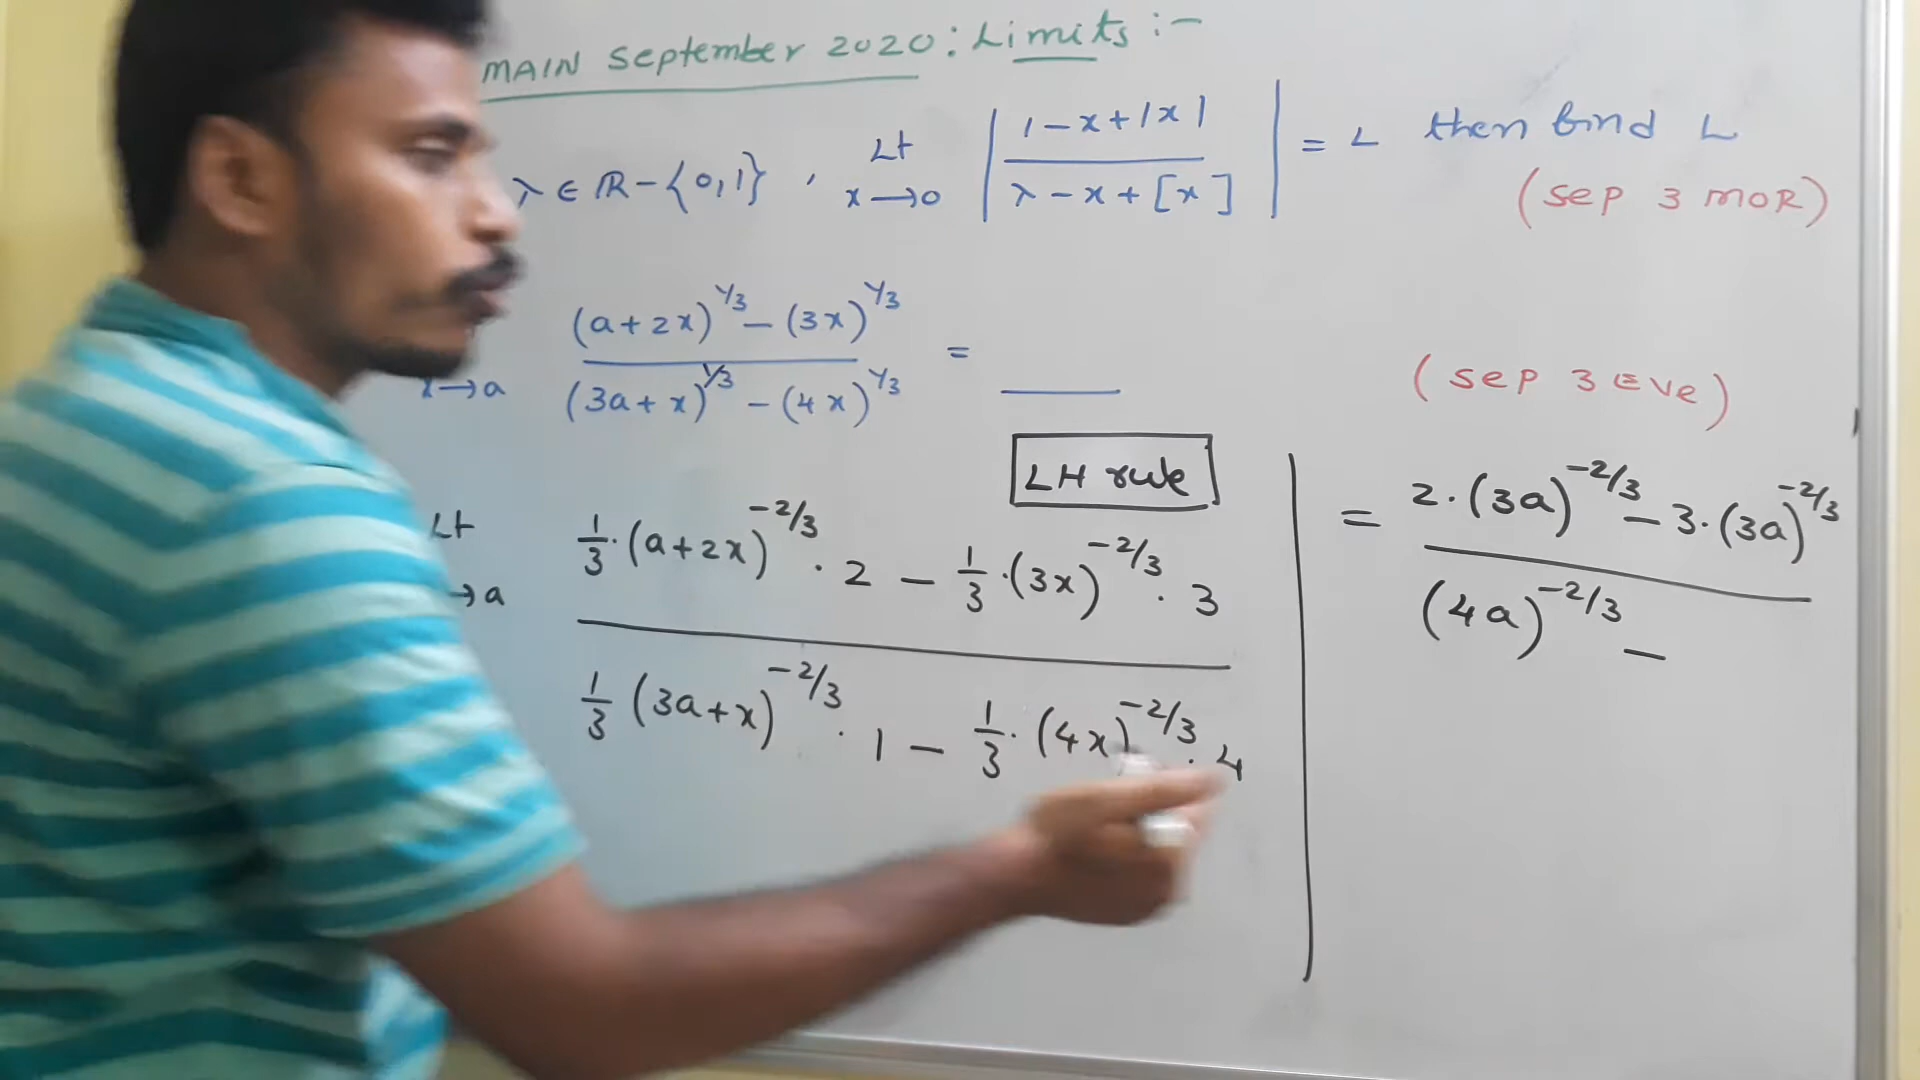 MAIN September 2020: Limits :-
λ ∈ R - {0,1} , Lt x→0 | (1-x+|x|) / (λ-x+[x]) | = L then find L
(Sep 3 MOR)
x→a ((a+2x)^1/3 - (3x)^1/3) / ((3a+x)^1/3 - (4x)^1/3) = ____
(Sep 3 Eve)
LH rule
Lt →a (1/3·(a+2x)^-2/3 · 2 - 1/3·(3x)^-2/3 · 3) / (1/3 (3a+x)^-2/3 · 1 - 1/3·(4x)^-2/3 · 4)
= (2·(3a)^-2/3 - 3·(3a)^-2/3) / ((4a)^-2/3 -